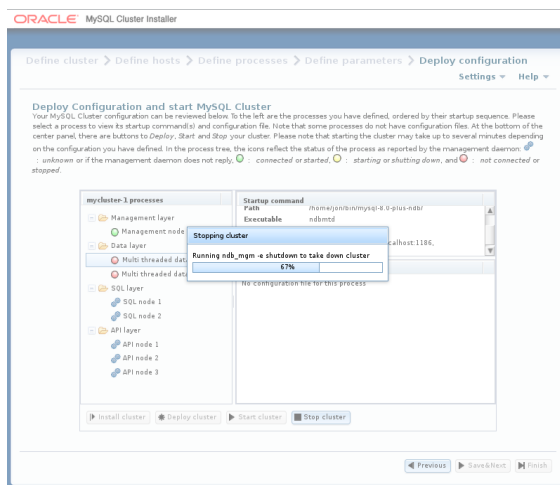 ORACLE® MySQL Cluster Installer
Define cluster > Define hosts > Define processes > Define parameters > Deploy configuration
Settings Help
Deploy Configuration and start MySQL Cluster
Your MySQL Cluster configuration can be reviewed below. To the left are the processes you have defined, ordered by their startup sequence. Please
select a process to view its startup command(s) and configuration file. Note that some processes do not have configuration files. At the bottom of the
center panel, there are buttons to Deploy, Start and Stop your cluster. Please note that starting the cluster may take up to several minutes depending
on the configuration you have defined. In the process tree, the icons reflect the status of the process as reported by the management daemon:
: unknown or if the management daemon does not reply, : connected or started, : starting or shutting down, and : not connected or
stopped.
mycluster-1 processes
Startup command
Path /home/jon/bin/mysql-8.0-plus-ndb/
Management layer
Executable ndbmtd
Management node
Stopping cluster
Data layer
calhost:1186,
Running ndb_mgm -e shutdown to take down cluster
Multi threaded data
67%
Multi threaded data
No configuration file for this process
SQL layer
SQL node 1
SQL node 2
API layer
API node 1
API node 2
API node 3
Install cluster Deploy cluster Start cluster Stop cluster
Previous Save&Next Finish